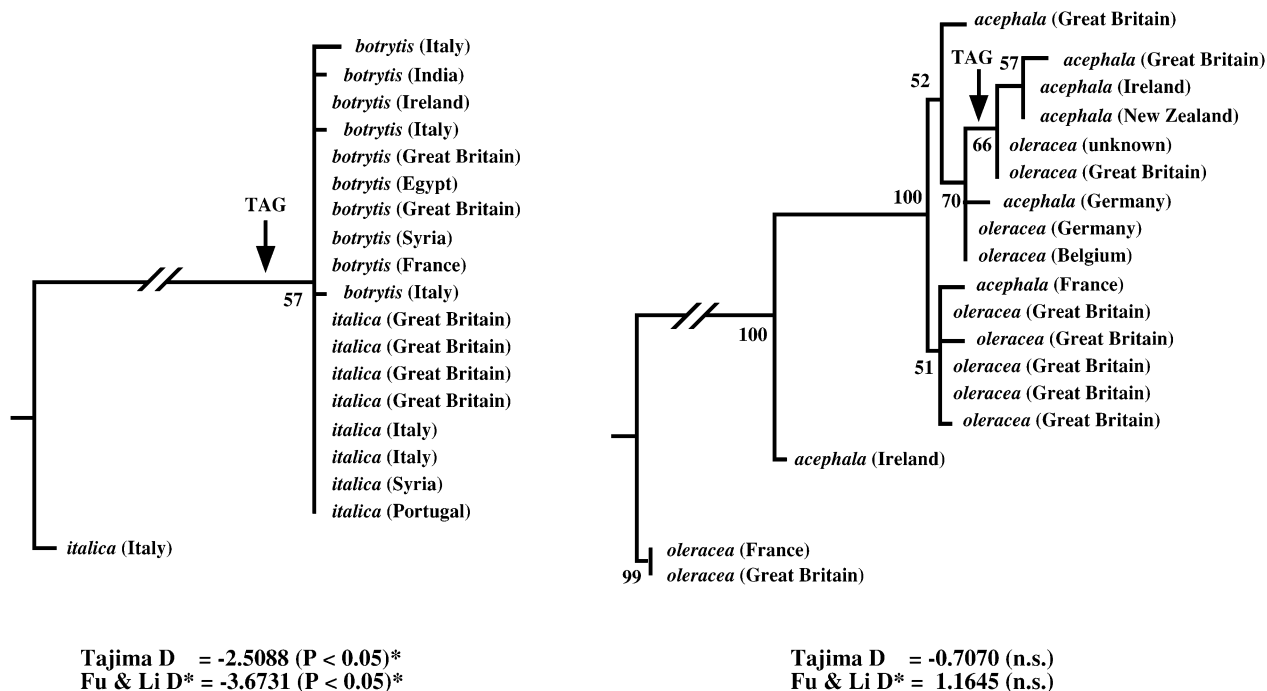 botrytis (Italy)
botrytis (India)
botrytis (Ireland)
botrytis (Italy)
botrytis (Great Britain)
botrytis (Egypt)
TAG
botrytis (Great Britain)
botrytis (Syria)
botrytis (France)
57
botrytis (Italy)
italica (Great Britain)
italica (Great Britain)
italica (Great Britain)
italica (Great Britain)
italica (Italy)
italica (Italy)
italica (Syria)
italica (Portugal)
italica (Italy)
Tajima D = -2.5088 (P < 0.05)*
Fu & Li D* = -3.6731 (P < 0.05)*
acephala (Great Britain)
TAG
57
acephala (Great Britain)
52
acephala (Ireland)
acephala (New Zealand)
66
oleracea (unknown)
oleracea (Great Britain)
100
70
acephala (Germany)
oleracea (Germany)
oleracea (Belgium)
acephala (France)
oleracea (Great Britain)
100
oleracea (Great Britain)
51
oleracea (Great Britain)
oleracea (Great Britain)
oleracea (Great Britain)
acephala (Ireland)
oleracea (France)
99
oleracea (Great Britain)
Tajima D = -0.7070 (n.s.)
Fu & Li D* = 1.1645 (n.s.)